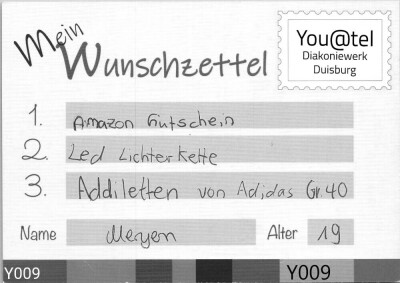 Mein
Wunschzettel
You@tel
Diakoniewerk
Duisburg
1. Amazon Gutschein
2. Led Lichterkette
3. Addiletten von Adidas Gr. 40
Name Meryen Alter 19
Y009 Y009